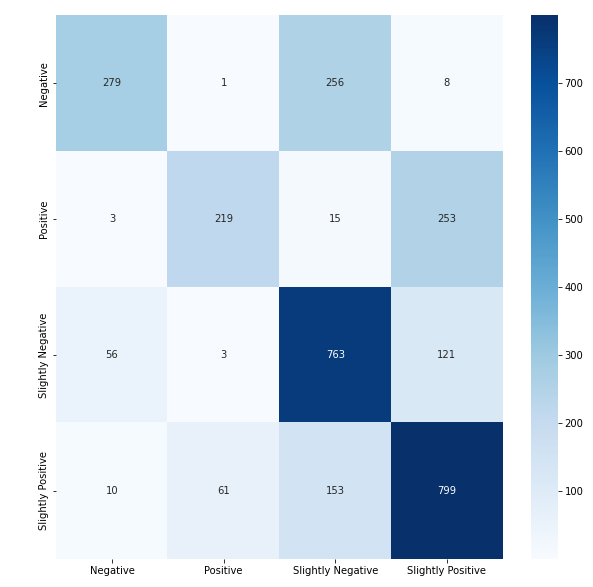 Negative
279 1 256 8
Positive
3 219 15 253
Slightly Negative
56 3 763 121
Slightly Positive
10 61 153 799
Negative Positive Slightly Negative Slightly Positive
700
600
500
400
300
200
100